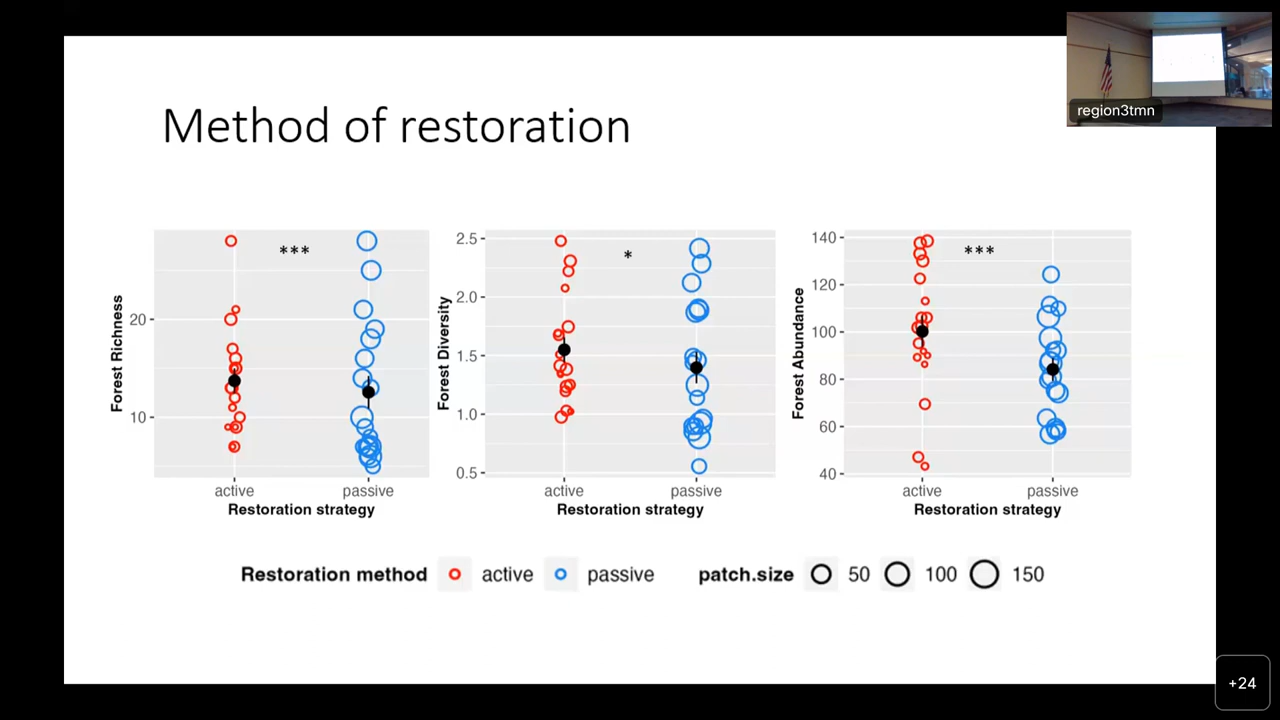 region3tmn
Method of restoration
Forest Richness
20
10
***
active passive
Restoration strategy
Forest Diversity
2.5
2.0
1.5
1.0
0.5
*
active passive
Restoration strategy
Forest Abundance
140
120
100
80
60
40
***
active passive
Restoration strategy
Restoration method active passive patch.size 50 100 150
+24